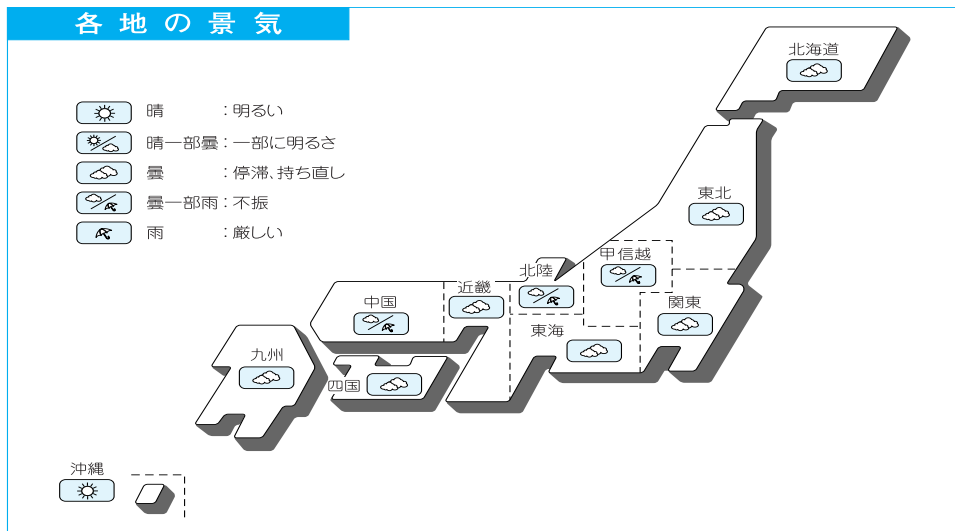 各地の景気
晴　：明るい
晴一部曇：一部に明るさ
曇　：停滞、持ち直し
曇一部雨：不振
雨　：厳しい
北海道
東北
甲信越
北陸
近畿
中国
関東
東海
九州
四国
沖縄